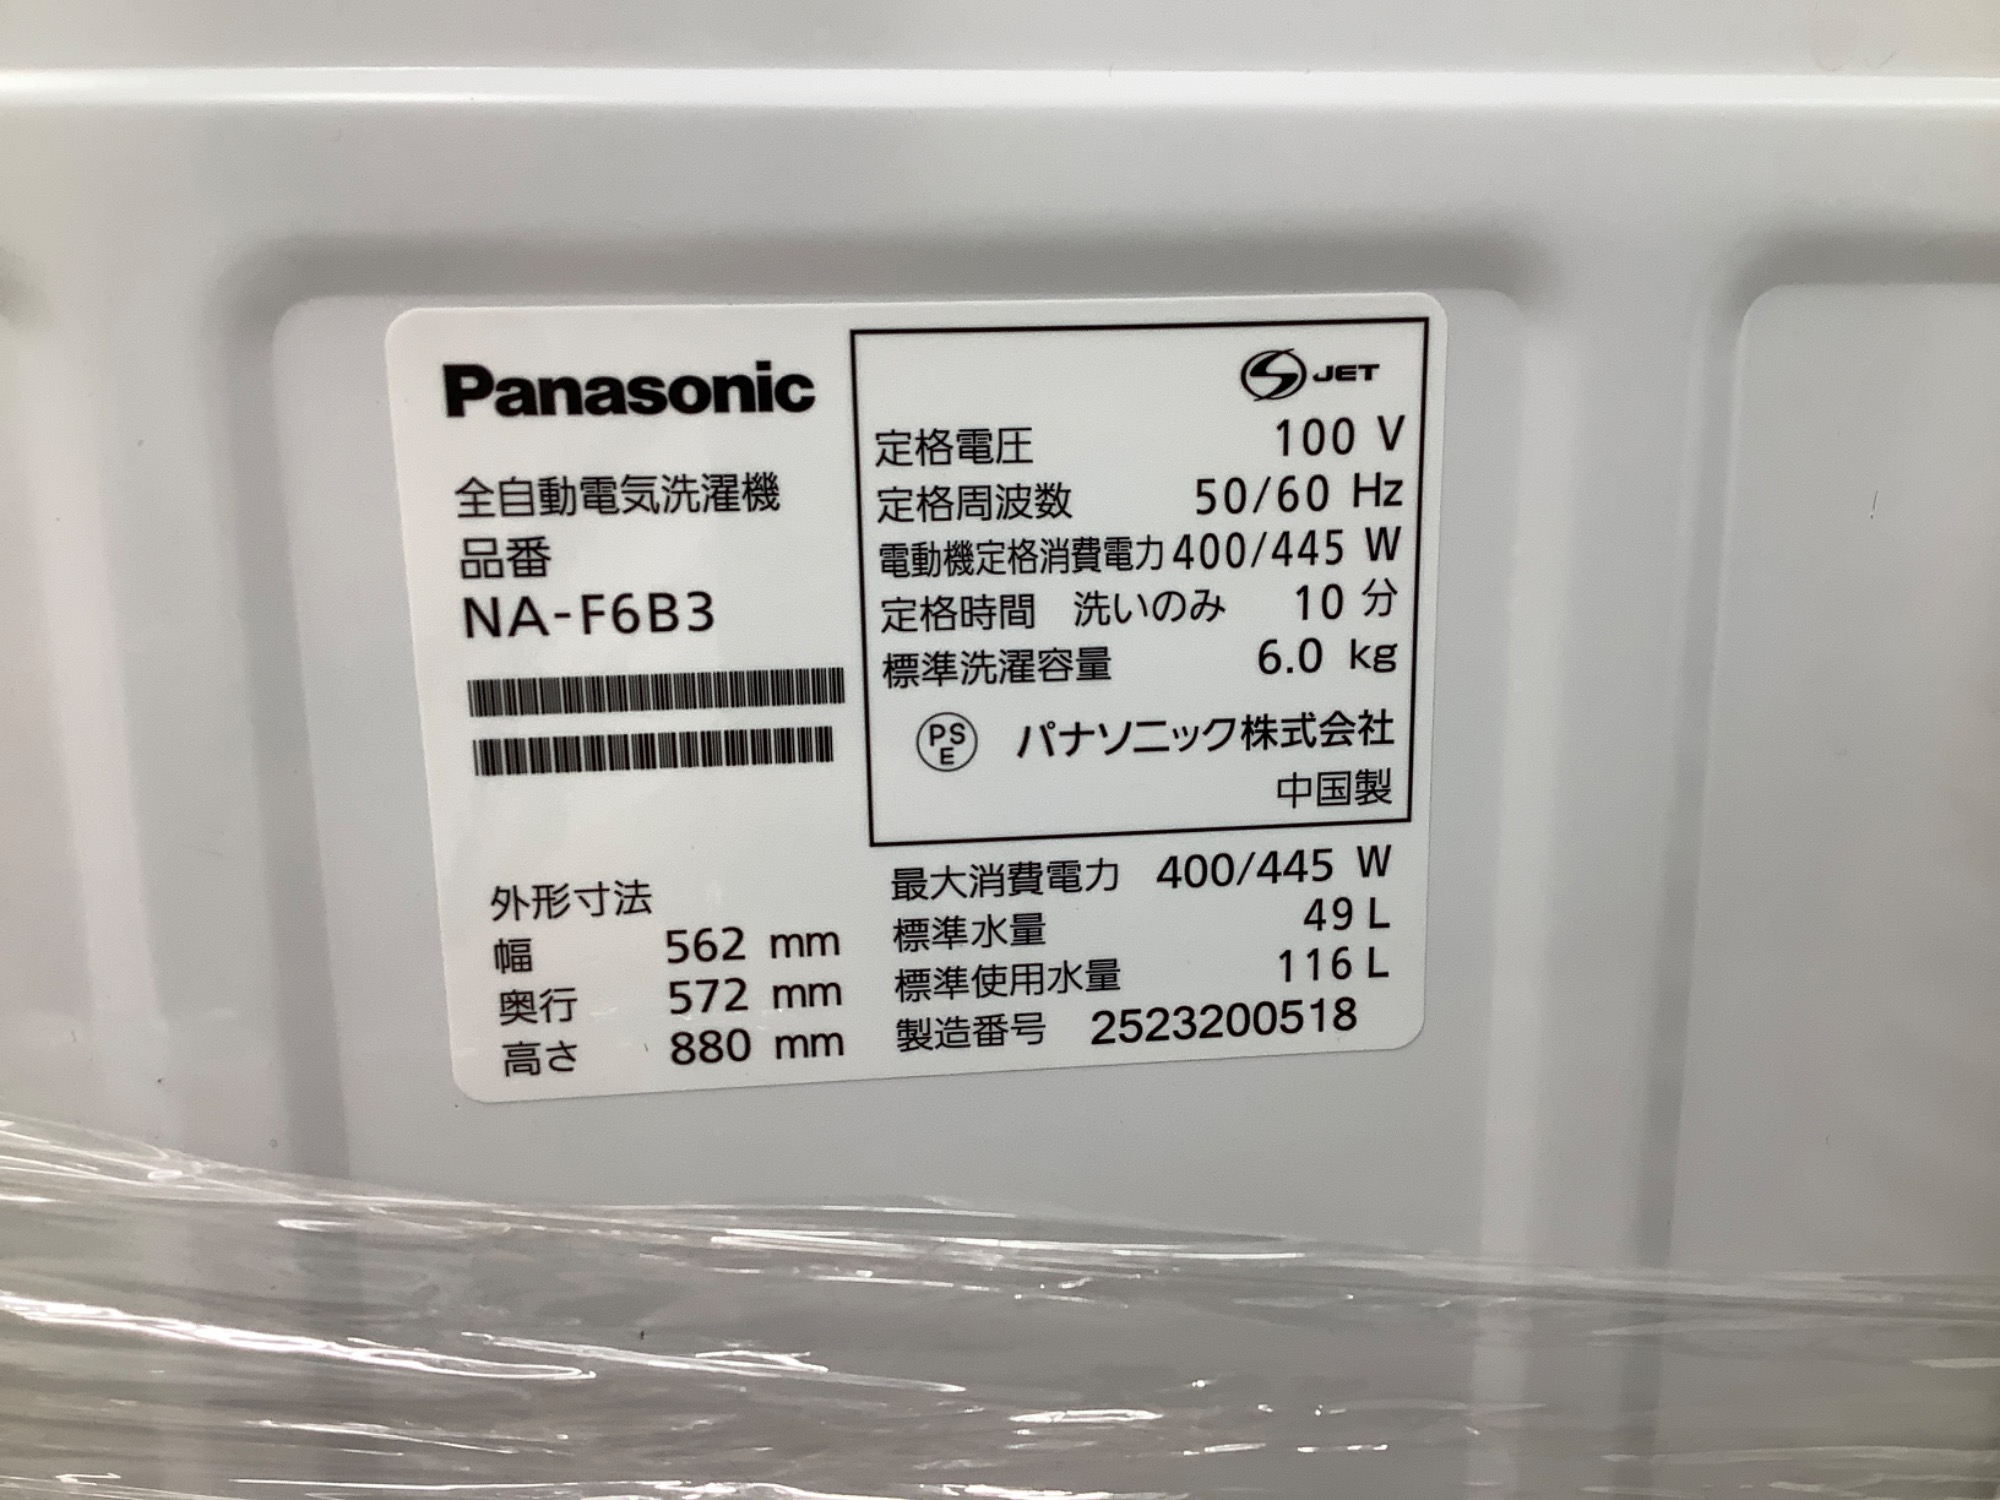 Panasonic
全自動電気洗濯機
品番
NA-F6B3
外形寸法
幅 562 mm
奥行 572 mm
高さ 880 mm
JET
定格電圧 100 V
定格周波数 50/60 Hz
電動機定格消費電力 400/445 W
定格時間 洗いのみ 10 分
標準洗濯容量 6.0 kg
PSE パナソニック株式会社
中国製
最大消費電力 400/445 W
標準水量 49 L
標準使用水量 116 L
製造番号 2523200518